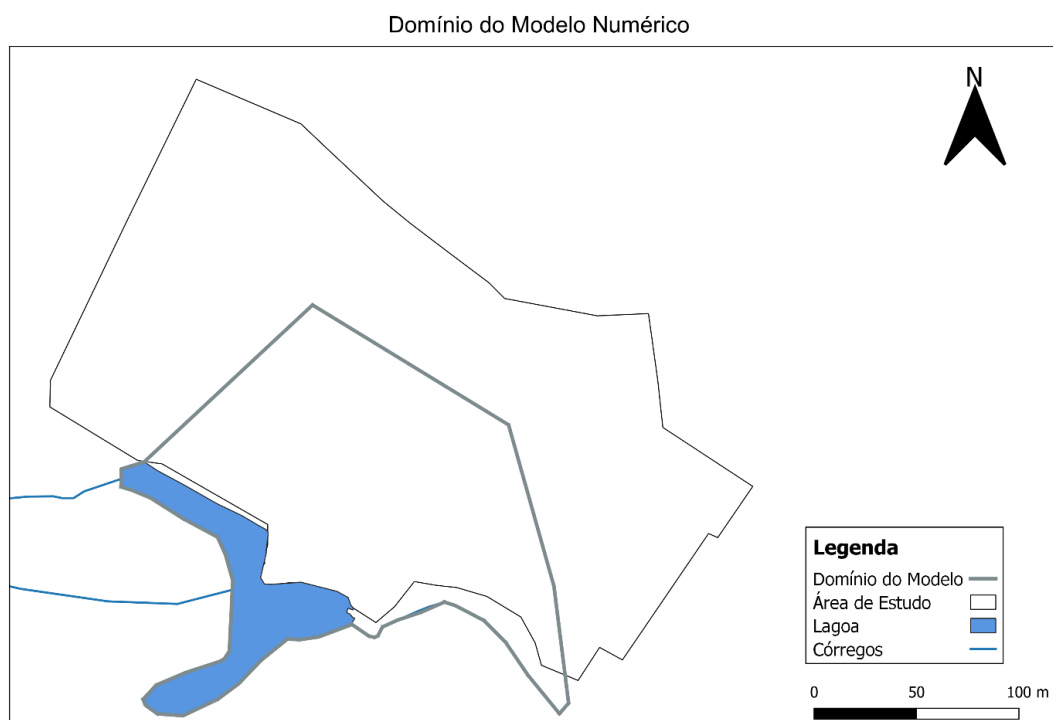 Domínio do Modelo Numérico
N
Legenda
Domínio do Modelo
Área de Estudo
Lagoa
Córregos
0 50 100 m